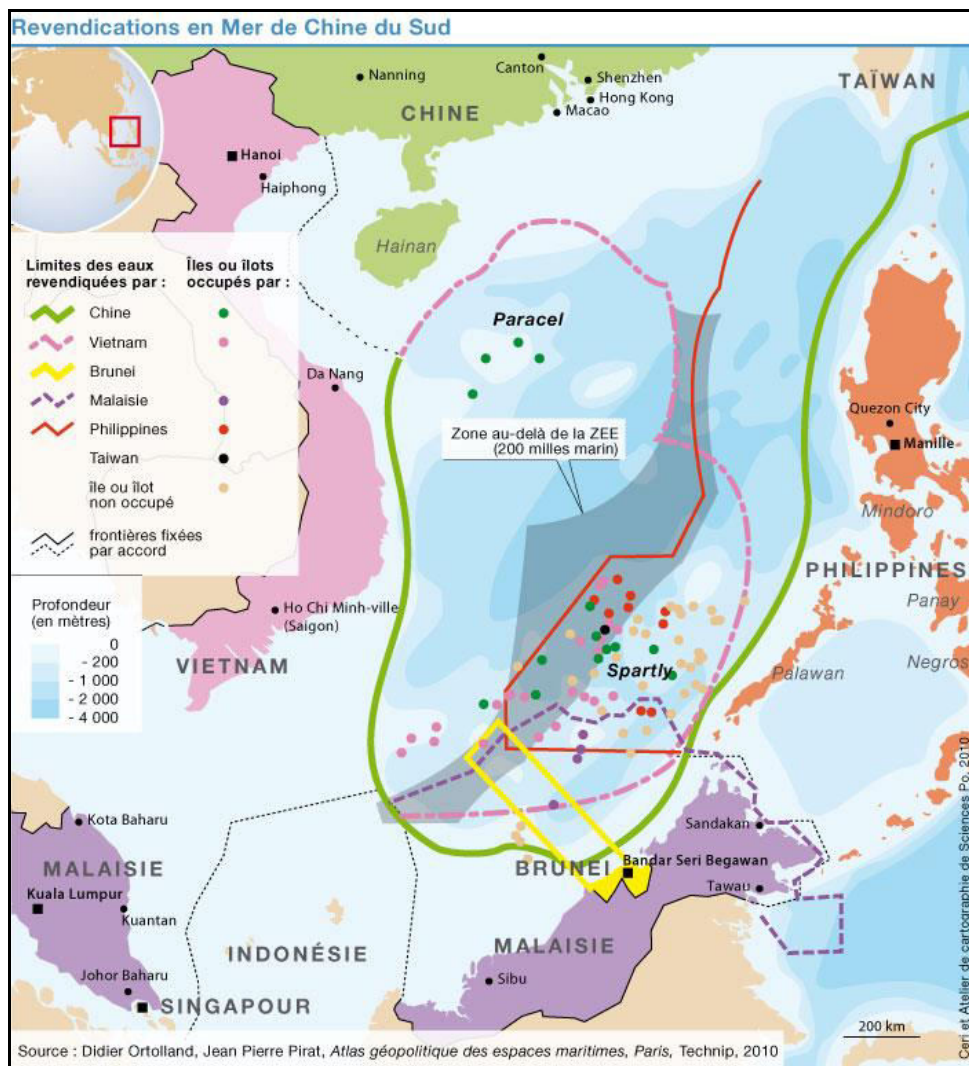 Revendications en Mer de Chine du Sud
Nanning
Canton
Shenzhen
Hong Kong
Macao
TAÏWAN
CHINE
Hanoi
Haiphong
Hainan
Limites des eaux
revendiquées par :
Îles ou îlots
occupés par :
Chine
Vietnam
Brunei
Malaisie
Philippines
Taiwan
île ou îlot
non occupé
frontières fixées
par accord
Paracel
Da Nang
Zone au-delà de la ZEE
(200 milles marin)
Quezon City
Manille
Mindoro
PHILIPPINES
Panay
Negros
Palawan
Profondeur
(en mètres)
0
- 200
- 1 000
- 2 000
- 4 000
Ho Chi Minh-ville
(Saigon)
VIETNAM
Spartly
Kota Baharu
MALAISIE
Kuala Lumpur
Kuantan
Johor Baharu
SINGAPOUR
INDONÉSIE
BRUNEI
Bandar Seri Begawan
Sandakan
Tawau
MALAISIE
Sibu
200 km
Ceri et Atelier de cartographie de Sciences Po, 2010
Source : Didier Ortolland, Jean Pierre Pirat, Atlas géopolitique des espaces maritimes, Paris, Technip, 2010